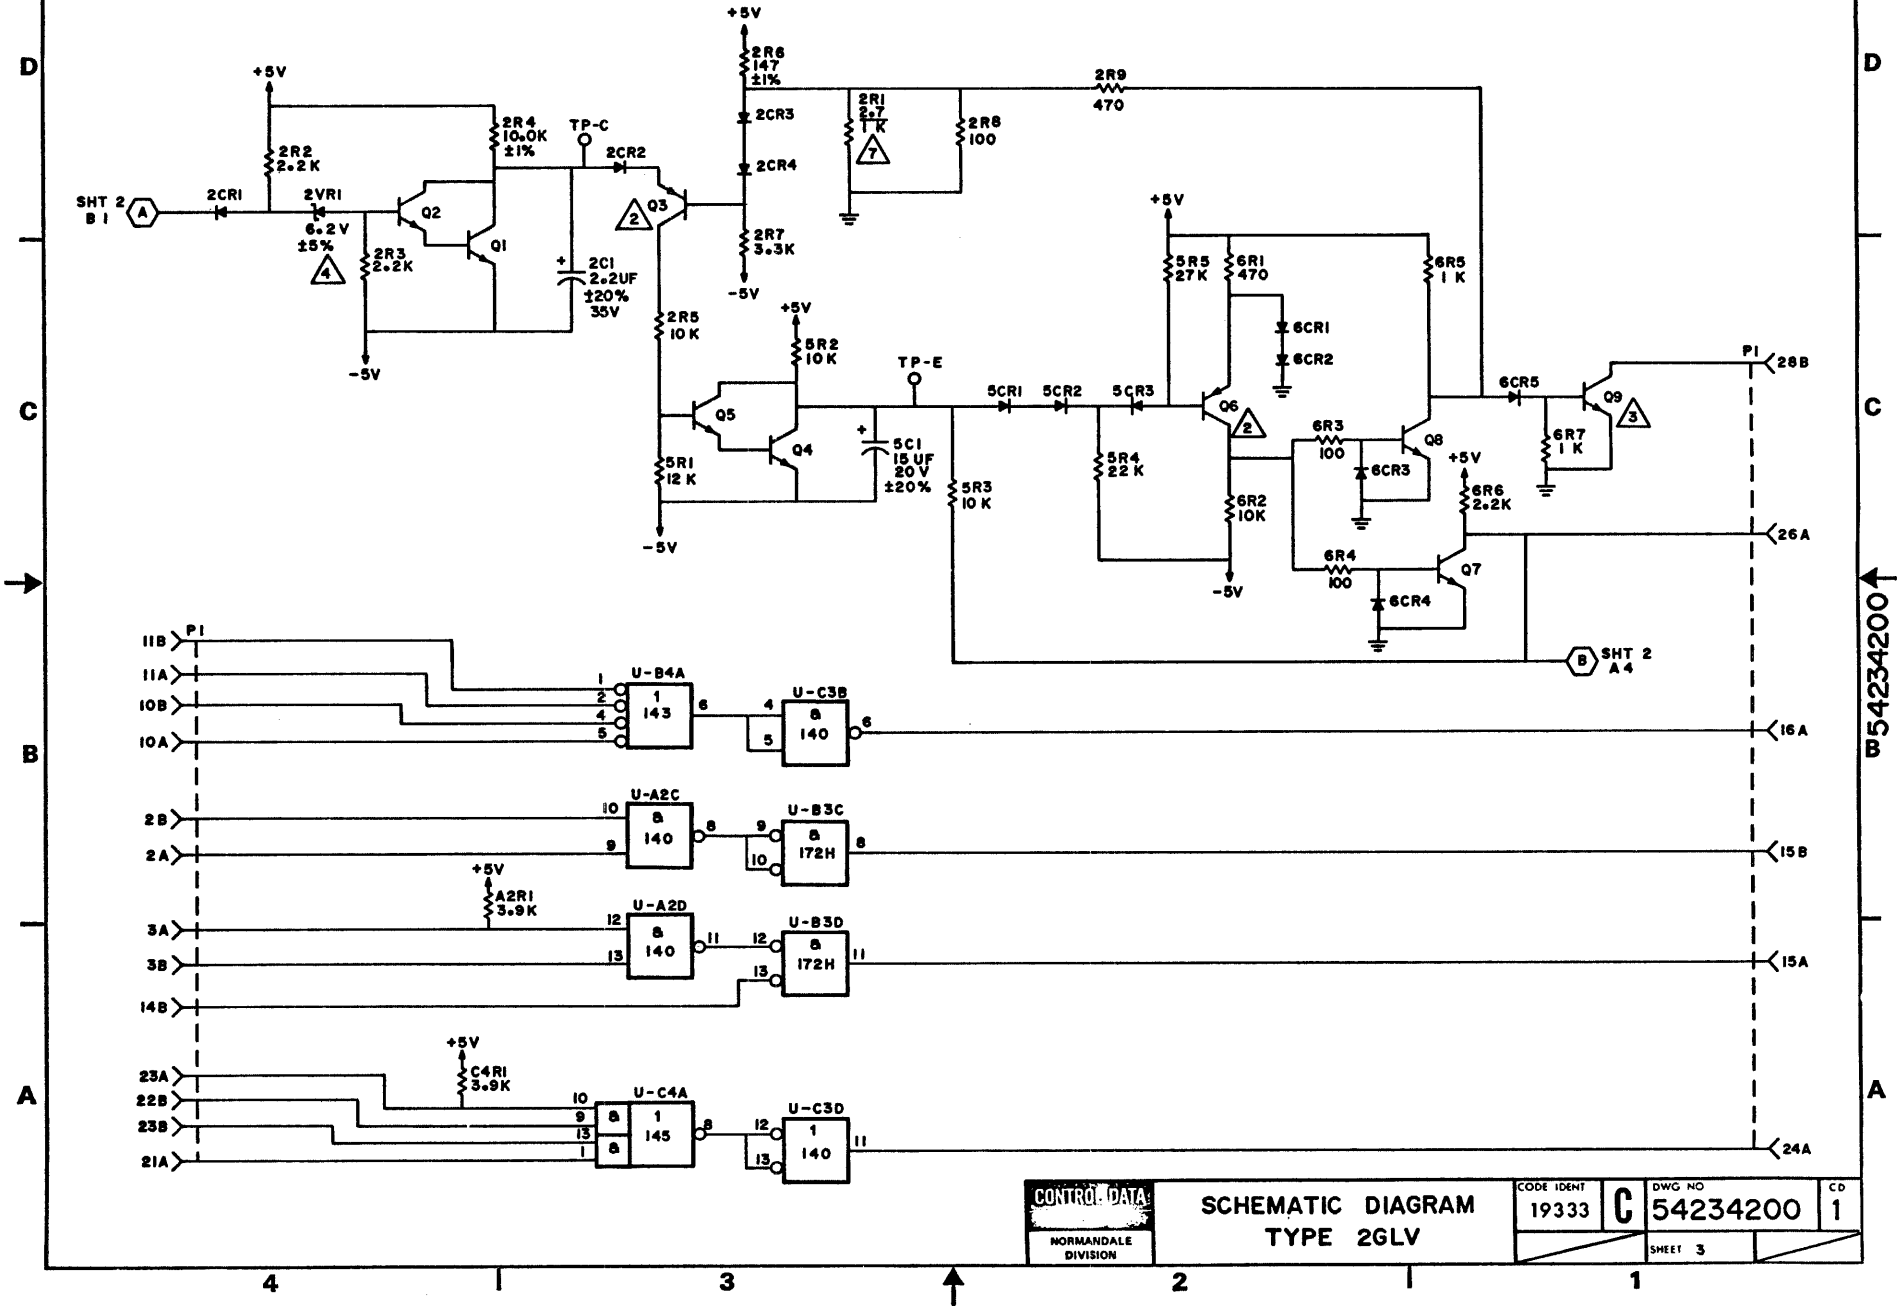 +5V
2R6
147
±1%
D
D
+5V
2R9
470
2R1
2.7
1 K
7
2R8
100
2CR3
2R4
10.0K
±1%
TP-C
2CR2
2CR4
2R2
2.2K
SHT 2
B1
A
2CR1
2VR1
6.2V
±5%
4
Q2
Q1
2
Q3
+5V
2R3
2.2K
2C1
2.2UF
±20%
35V
2R7
3.3K
-5V
5R5
27K
6R1
470
6R5
1 K
-5V
2R5
10K
+5V
5R2
10K
6CR1
6CR2
TP-E
P1
28B
C
C
5CR1
5CR2
5CR3
6CR5
Q9
3
Q5
Q6
2
5R1
12 K
Q4
5C1
15UF
20V
±20%
5R3
10K
5R4
22K
6R3
100
Q8
6CR3
6R7
1 K
+5V
6R6
2.2K
6R2
10K
26A
-5V
-5V
6R4
100
Q7
6CR4
54234200
B
SHT 2
A4
P1
11B
11A
10B
10A
U-B4A
1
2
4
5
1
143
6
U-C3B
4
5
&
140
6
16A
B
B
2B
2A
U-A2C
10
9
&
140
8
U-B3C
9
10
&
172H
8
15B
+5V
A2R1
3.9K
3A
3B
14B
U-A2D
12
13
&
140
11
U-B3D
12
13
&
172H
11
15A
+5V
C4R1
3.9K
A
A
23A
22B
23B
21A
U-C4A
10
9
13
1
&
&
1
145
8
U-C3D
12
13
1
140
11
24A
CONTROL DATA
NORMANDALE
DIVISION
SCHEMATIC DIAGRAM
TYPE 2GLV
CODE IDENT
19333
C
DWG NO
54234200
CD
1
SHEET 3
4
3
2
1